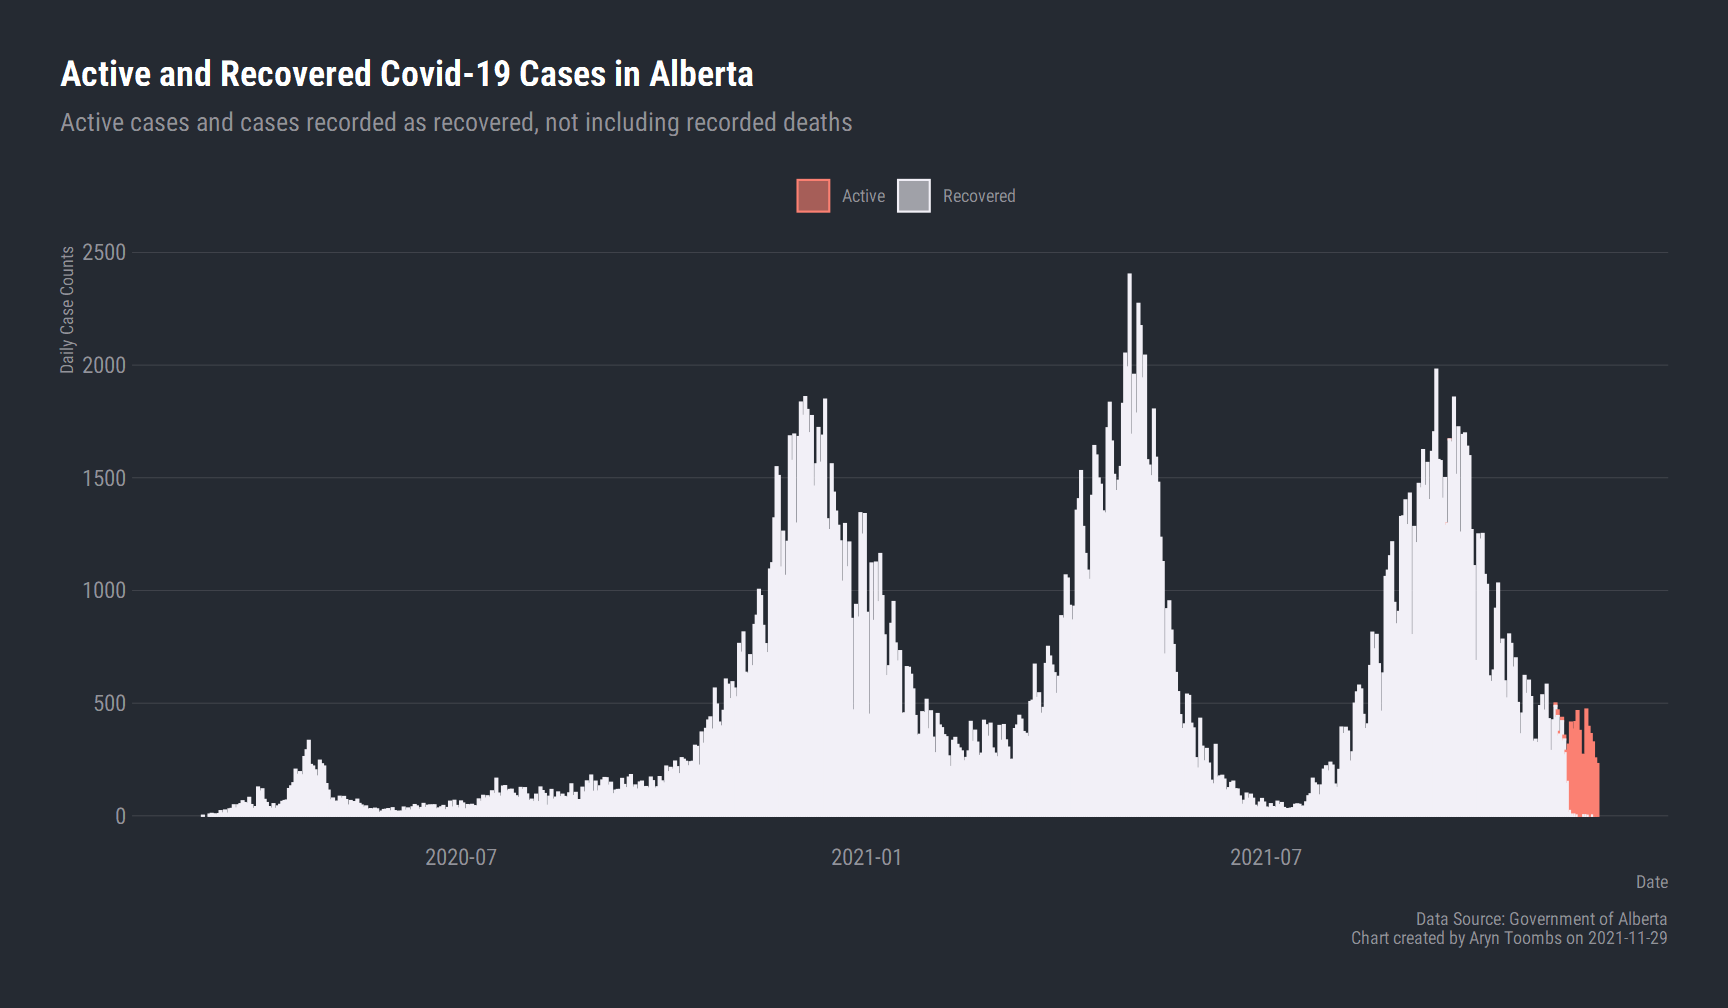 Active and Recovered Covid-19 Cases in Alberta
Active cases and cases recorded as recovered, not including recorded deaths
Active
Recovered
Daily Case Counts
2500
2000
1500
1000
500
0
2020-07
2021-01
2021-07
Date
Data Source: Government of Alberta
Chart created by Aryn Toombs on 2021-11-29